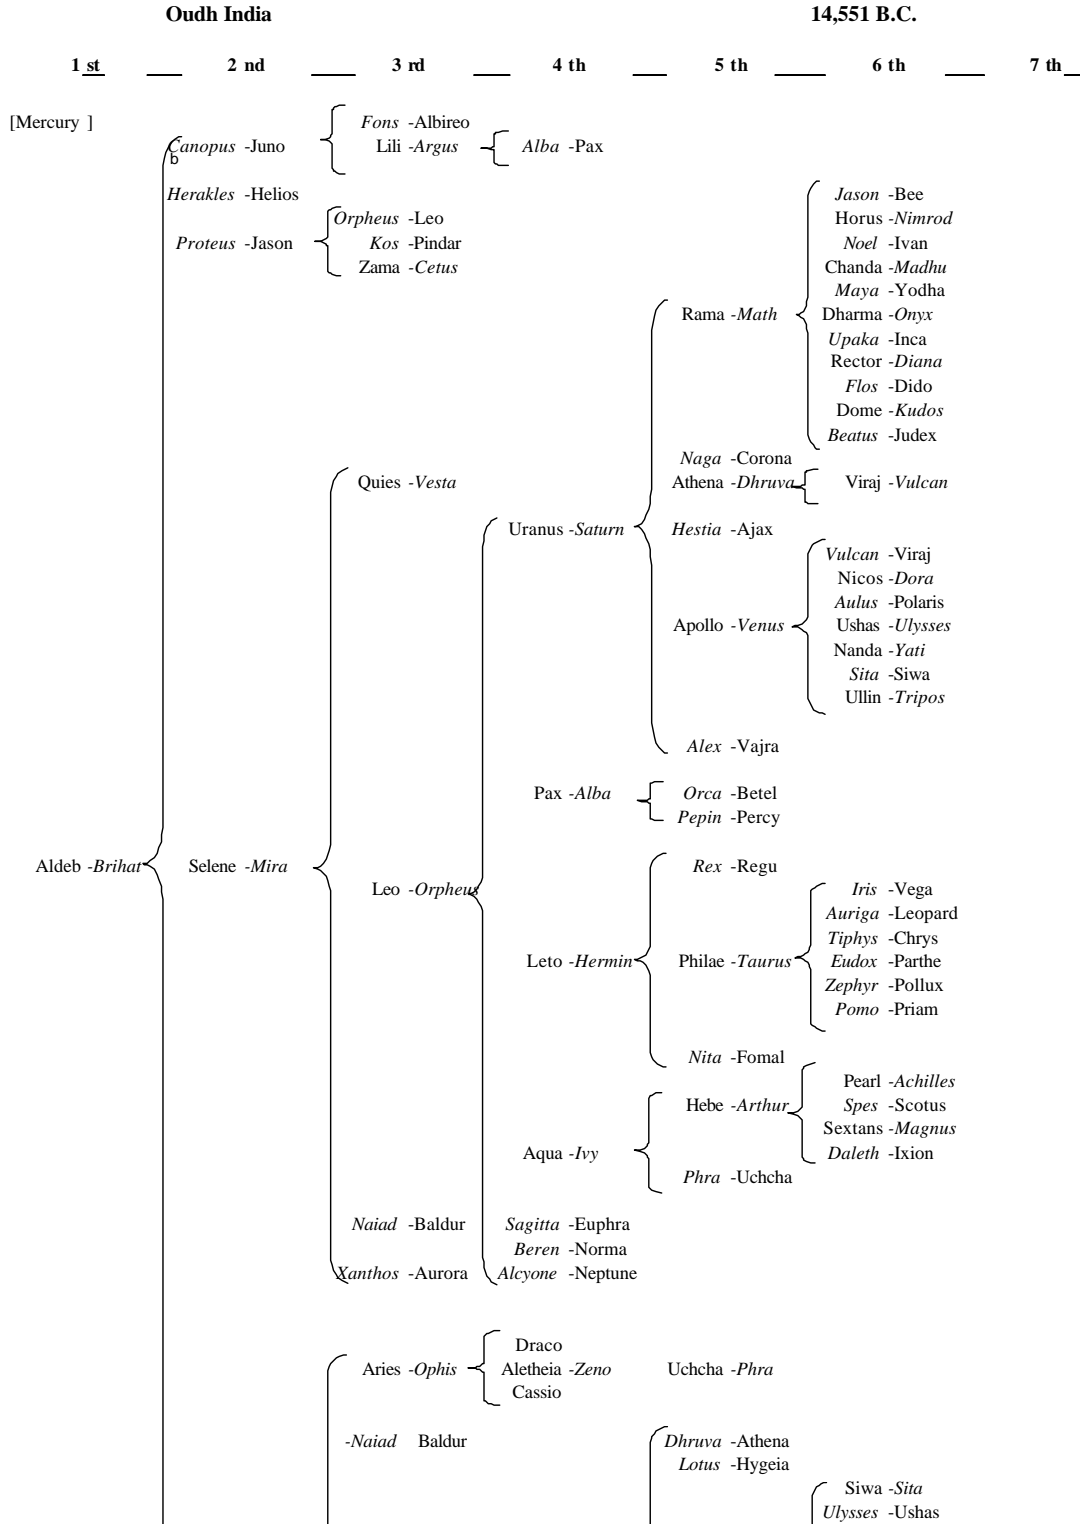 Oudh India 14,551 B.C.
1 st 2 nd 3 rd 4 th 5 th 6 th 7 th
[Mercury ] Fons -Albireo
Canopus -Juno Lili -Argus Alba -Pax
b
Herakles -Helios Jason -Bee
Orpheus -Leo Horus -Nimrod
Proteus -Jason Kos -Pindar Noel -Ivan
Zama -Cetus Chanda -Madhu
Maya -Yodha
Rama -Math Dharma -Onyx
Upaka -Inca
Rector -Diana
Flos -Dido
Dome -Kudos
Beatus -Judex
Naga -Corona
Quies -Vesta Athena -Dhruva Viraj -Vulcan
Uranus -Saturn Hestia -Ajax
Vulcan -Viraj
Nicos -Dora
Aulus -Polaris
Apollo -Venus Ushas -Ulysses
Nanda -Yati
Sita -Siwa
Ullin -Tripos
Alex -Vajra
Pax -Alba Orca -Betel
Pepin -Percy
Aldeb -Brihat Selene -Mira Rex -Regu
Leo -Orpheus Iris -Vega
Auriga -Leopard
Tiphys -Chrys
Leto -Hermin Philae -Taurus Eudox -Parthe
Zephyr -Pollux
Pomo -Priam
Nita -Fomal
Pearl -Achilles
Hebe -Arthur Spes -Scotus
Sextans -Magnus
Aqua -Ivy Daleth -Ixion
Phra -Uchcha
Naiad -Baldur Sagitta -Euphra
Beren -Norma
Xanthos -Aurora Alcyone -Neptune
Draco
Aries -Ophis Aletheia -Zeno Uchcha -Phra
Cassio
-Naiad Baldur Dhruva -Athena
Lotus -Hygeia
Siwa -Sita
Ulysses -Ushas